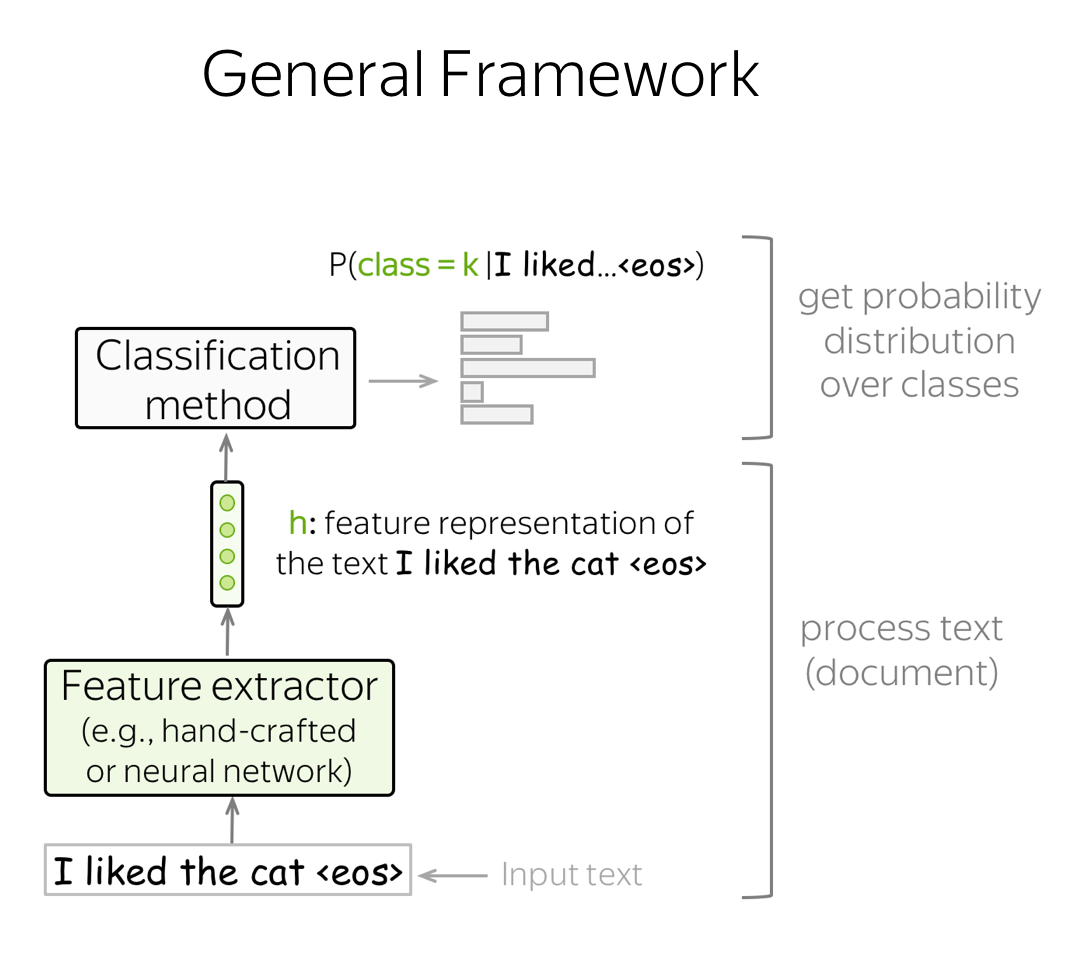 General Framework
P(class = k |I liked...<eos>)
get probability
distribution
over classes
Classification
method
h: feature representation of
the text I liked the cat <eos>
process text
(document)
Feature extractor
(e.g., hand-crafted
or neural network)
I liked the cat <eos>
Input text